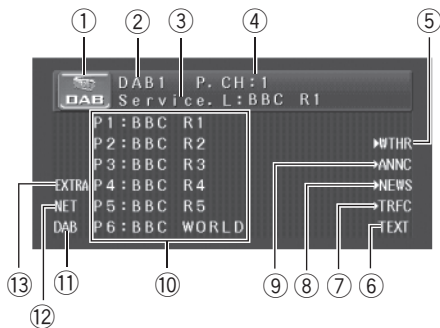 ① ② ③ ④ ⑤
DAB1 P.CH:1
DAB Service.L:BBC R1
P1:BBC R1
P2:BBC R2 ▶WTHR
P3:BBC R3 ▶ANNC
EXTRA P4:BBC R4 ▶NEWS
NET P5:BBC R5 ▶TRFC
DAB P6:BBC WORLD TEXT
⑬ ⑫ ⑪ ⑩ ⑨ ⑧ ⑦ ⑥